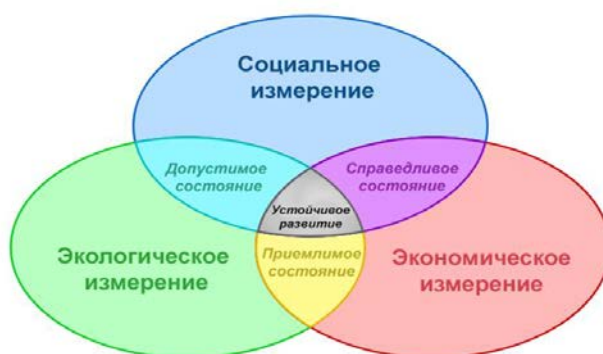 Социальное
измерение
Допустимое
состояние
Справедливое
состояние
Устойчивое
развитие
Экологическое
измерение
Приемлимое
состояние
Экономическое
измерение